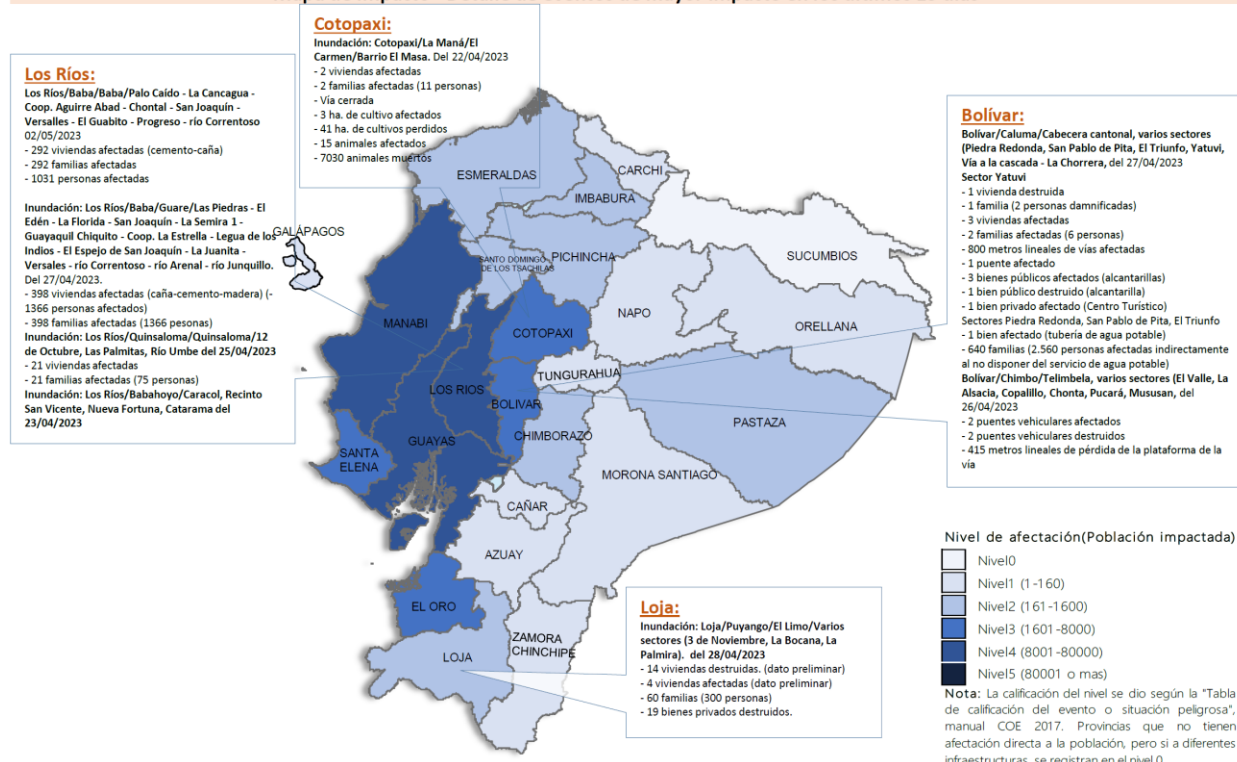 Cotopaxi:
Inundación: Cotopaxi/La Maná/El
Carmen/Barrio El Masa. Del 22/04/2023
- 2 viviendas afectadas
- 2 familias afectadas (11 personas)
- Vía cerrada
- 3 ha. de cultivo afectados
- 41 ha. de cultivos perdidos
- 15 animales afectados
- 7030 animales muertos
Los Ríos:
Los Ríos/Baba/Baba/Palo Caído - La Cancagua -
Coop. Aguirre Abad - Chontal - San Joaquín -
Versalles - El Guabito - Progreso - río Correntoso
02/05/2023
- 292 viviendas afectadas (cemento-caña)
- 292 familias afectadas
- 1031 personas afectadas
Inundación: Los Ríos/Baba/Guare/Las Piedras - El
Edén - La Florida - San Joaquín - La Semira 1 -
Guayaquil Chiquito - Coop. La Estrella - Legua de los
Indios - El Espejo de San Joaquín - La Juanita -
Versales - río Correntoso - río Arenal - río Junquillo.
Del 27/04/2023.
- 398 viviendas afectadas (caña-cemento-madera) (-
1366 personas afectados)
- 398 familias afectadas (1366 pesonas)
Inundación: Los Ríos/Quinsaloma/Quinsaloma/12
de Octubre, Las Palmitas, Río Umbe del 25/04/2023
- 21 viviendas afectadas
- 21 familias afectadas (75 personas)
Inundación: Los Ríos/Babahoyo/Caracol, Recinto
San Vicente, Nueva Fortuna, Catarama del
23/04/2023
Bolívar:
Bolívar/Caluma/Cabecera cantonal, varios sectores
(Piedra Redonda, San Pablo de Pita, El Triunfo, Yatuvi,
Vía a la cascada - La Chorrera, del 27/04/2023
Sector Yatuvi
- 1 vivienda destruida
- 1 familia (2 personas damnificadas)
- 3 viviendas afectadas
- 2 familias afectadas (6 personas)
- 800 metros lineales de vías afectadas
- 1 puente afectado
- 3 bienes públicos afectados (alcantarillas)
- 1 bien público destruido (alcantarilla)
- 1 bien privado afectado (Centro Turístico)
Sectores Piedra Redonda, San Pablo de Pita, El Triunfo
- 1 bien afectado (tubería de agua potable)
- 640 familias (2.560 personas afectadas indirectamente
al no disponer del servicio de agua potable)
Bolívar/Chimbo/Telimbela, varios sectores (El Valle, La
Alsacia, Copalillo, Chonta, Pucará, Mususan, del
26/04/2023
- 2 puentes vehiculares afectados
- 2 puentes vehiculares destruidos
- 415 metros lineales de pérdida de la plataforma de la
vía
ESMERALDAS
CARCHI
IMBABURA
GALÁPAGOS
SANTO DOMINGO
DE LOS TSACHILAS
PICHINCHA
SUCUMBIOS
MANABI
COTOPAXI
NAPO
ORELLANA
TUNGURAHUA
LOS RIOS
BOLIVAR
PASTAZA
GUAYAS
CHIMBORAZO
SANTA
ELENA
MORONA SANTIAGO
CAÑAR
AZUAY
EL ORO
LOJA
ZAMORA
CHINCHIPE
Loja:
Inundación: Loja/Puyango/El Limo/Varios
sectores (3 de Noviembre, La Bocana, La
Palmira). del 28/04/2023
- 14 viviendas destruidas. (dato preliminar)
- 4 viviendas afectadas (dato preliminar)
- 60 familias (300 personas)
- 19 bienes privados destruidos.
Nivel de afectación(Población impactada)
Nivel0
Nivel1 (1-160)
Nivel2 (161-1600)
Nivel3 (1601-8000)
Nivel4 (8001-80000)
Nivel5 (80001 o mas)
Nota: La calificación del nivel se dio según la "Tabla
de calificación del evento o situación peligrosa",
manual COE 2017. Provincias que no tienen
afectación directa a la población, pero si a diferentes
infraestructuras, se registran en el nivel 0